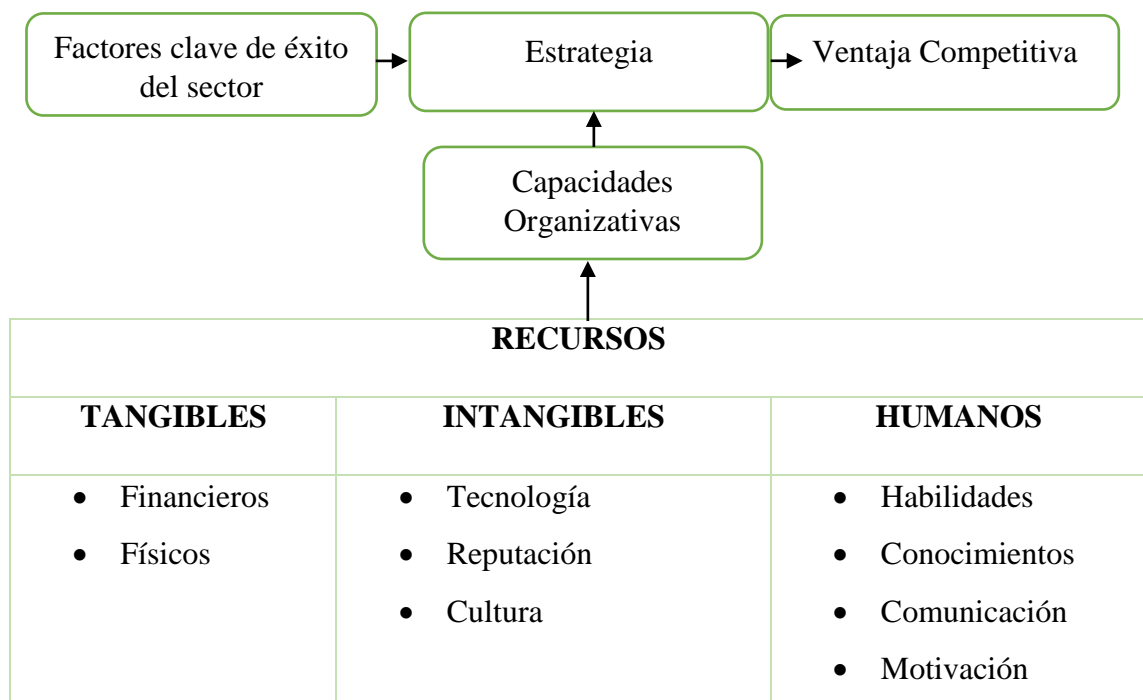 Factores clave de éxito
del sector
Estrategia
Ventaja Competitiva
Capacidades
Organizativas
RECURSOS
TANGIBLES
INTANGIBLES
HUMANOS
• Financieros
• Físicos
• Tecnología
• Reputación
• Cultura
• Habilidades
• Conocimientos
• Comunicación
• Motivación